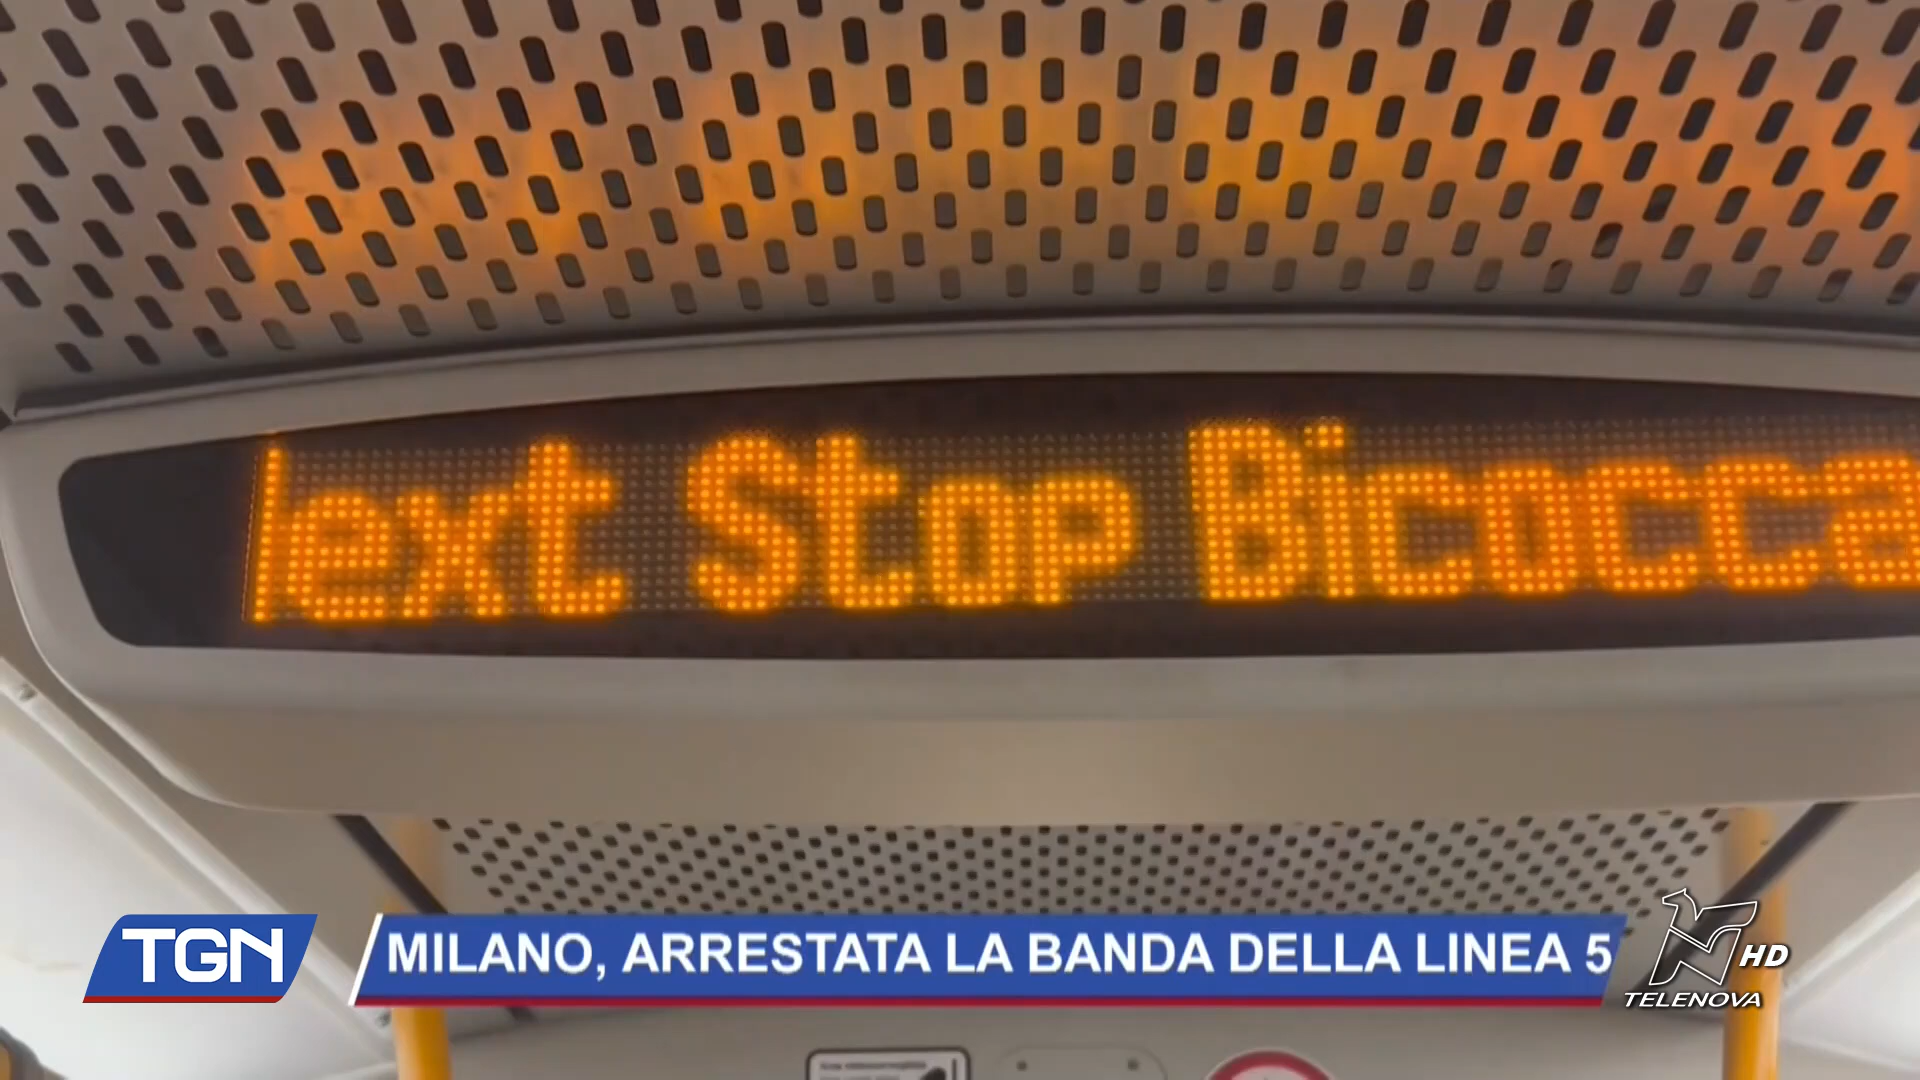 lext Stop Bicocca
TGN
MILANO, ARRESTATA LA BANDA DELLA LINEA 5
HD
TELENOVA